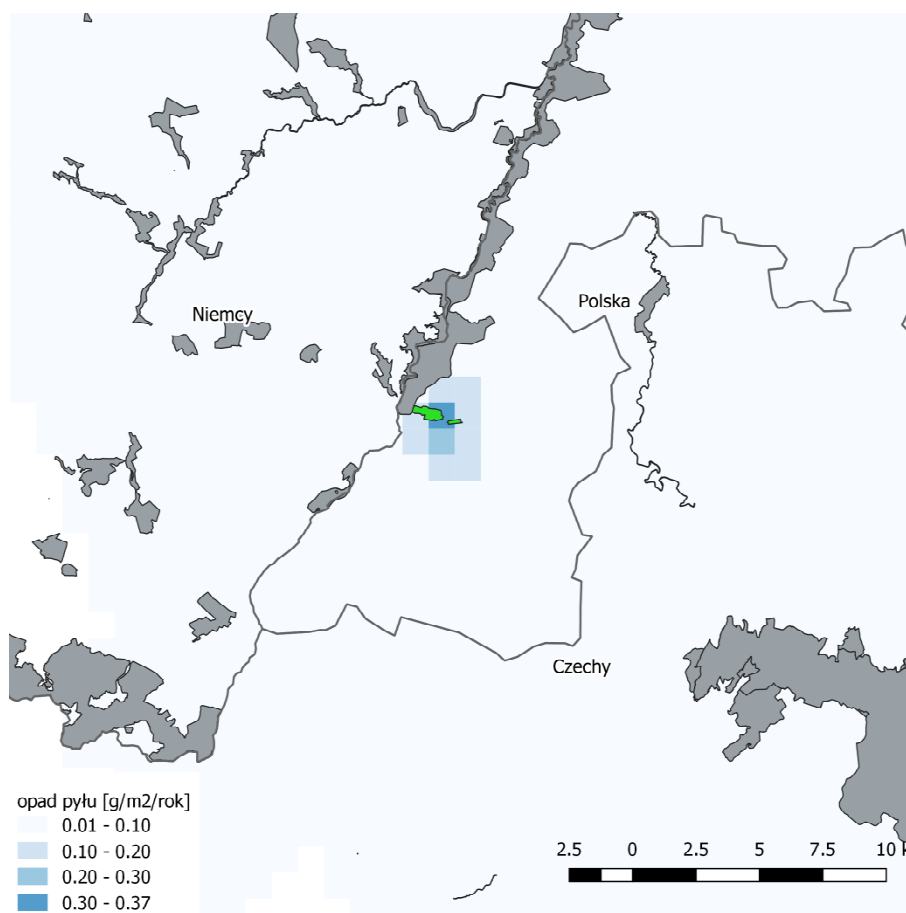 Polska
Niemcy
Czechy
opad pyłu [g/m2/rok]
0.01 - 0.10
0.10 - 0.20
0.20 - 0.30
0.30 - 0.37
2.5 0 2.5 5 7.5 10 k